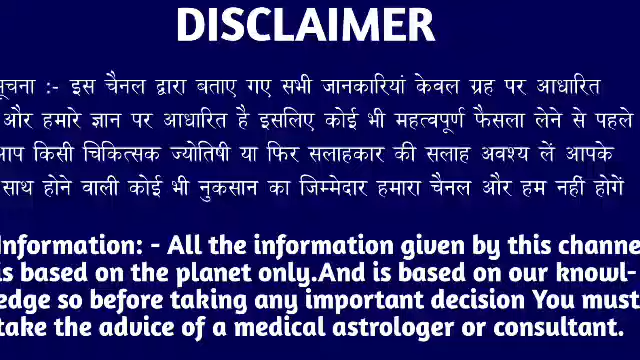 DISCLAIMER
सूचना :- इस चैनल द्वारा बताए गए सभी जानकारियां केवल ग्रह पर आधारित
और हमारे ज्ञान पर आधारित है इसलिए कोई भी महत्वपूर्ण फैसला लेने से पहले
आप किसी चिकित्सक ज्योतिषी या फिर सलाहकार की सलाह अवश्य लें आपके
साथ होने वाली कोई भी नुकसान का जिम्मेदार हमारा चैनल और हम नहीं होगें
Information: - All the information given by this channe
is based on the planet only.And is based on our knowl-
edge so before taking any important decision You must
take the advice of a medical astrologer or consultant.